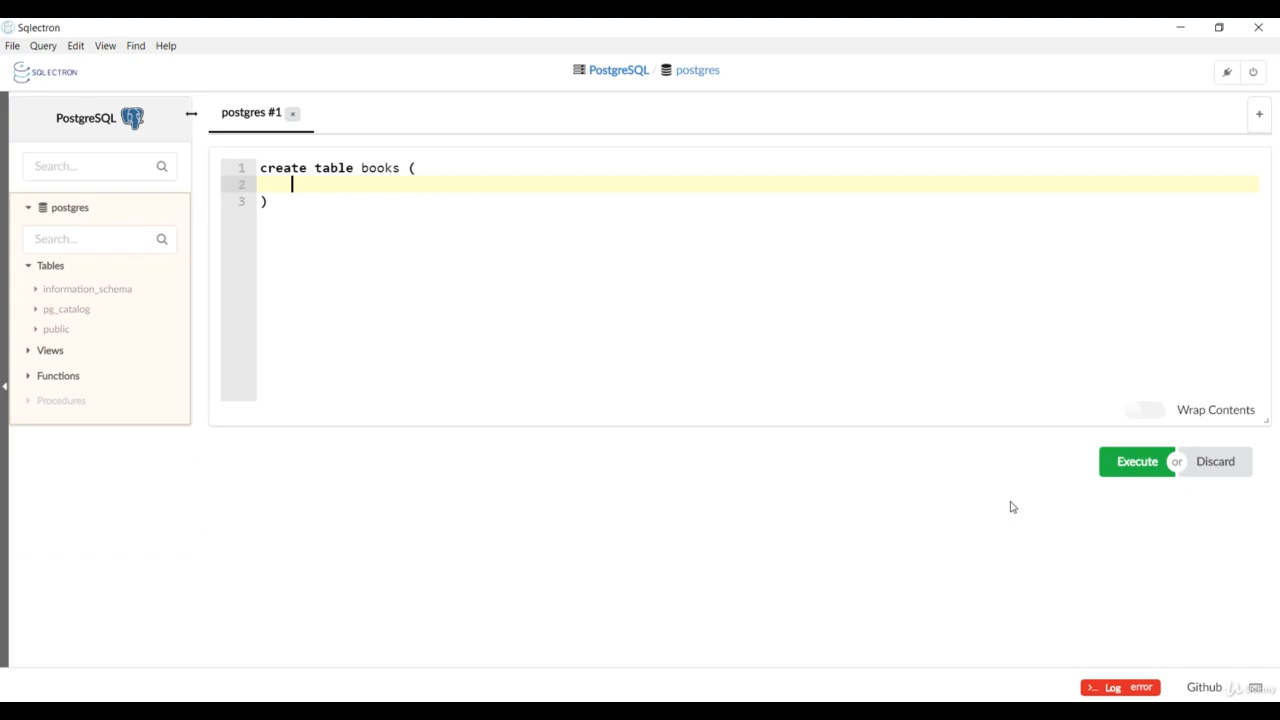 Sqlectron
File Query Edit View Find Help
SQLECTRON
PostgreSQL / postgres
PostgreSQL
postgres #1 ×
+
Search...
1 create table books (
2
3 )
postgres
Search...
Tables
information_schema
pg_catalog
public
Views
Functions
Procedures
Wrap Contents
Execute or Discard
>_ Log error
Github
Udemy